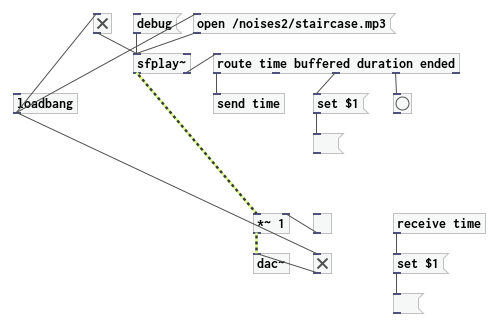 debug
open /noises2/staircase.mp3
sfplay~
route time buffered duration ended
loadbang
send time
set $1
*~ 1
receive time
dac~
set $1